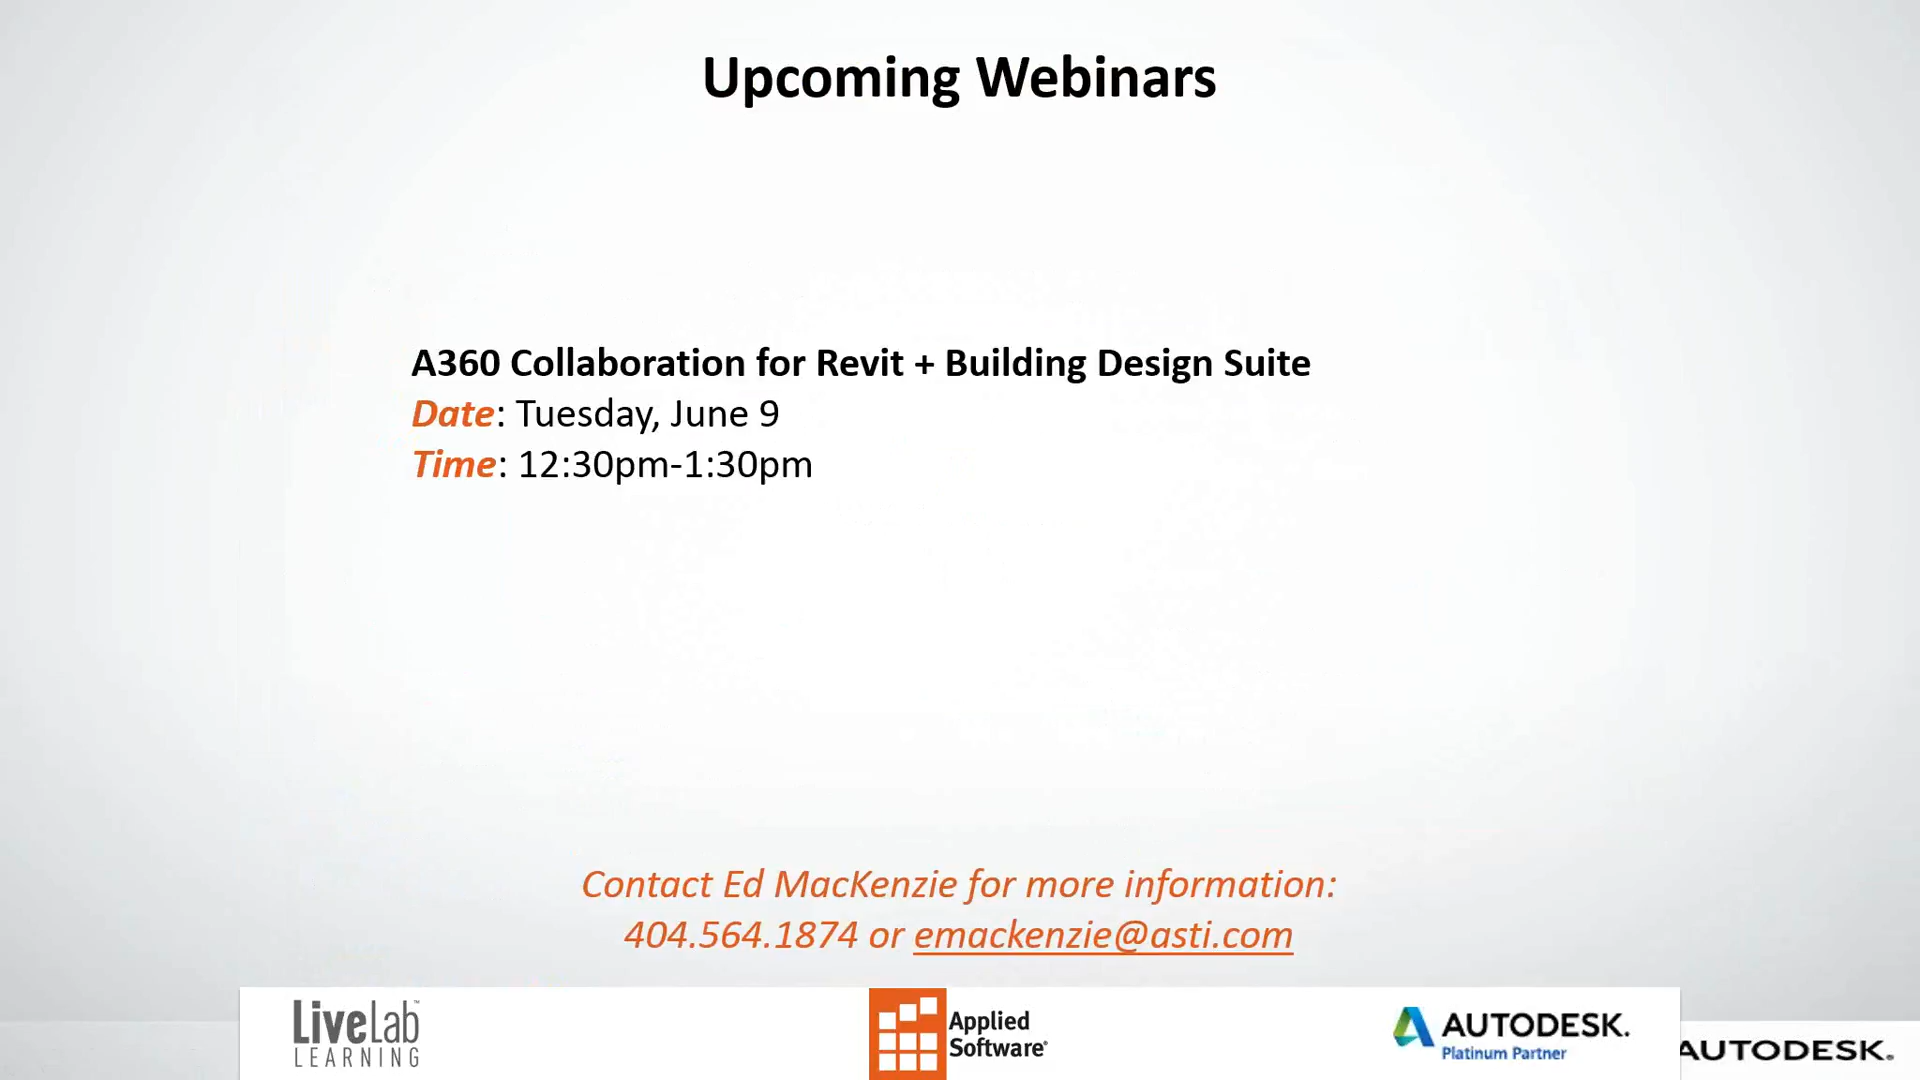 Upcoming Webinars
A360 Collaboration for Revit + Building Design Suite
Date: Tuesday, June 9
Time: 12:30pm-1:30pm
Contact Ed MacKenzie for more information:
404.564.1874 or emackenzie@asti.com
LiveLab™
LEARNING
Applied
Software®
AUTODESK.
Platinum Partner
AUTODESK®